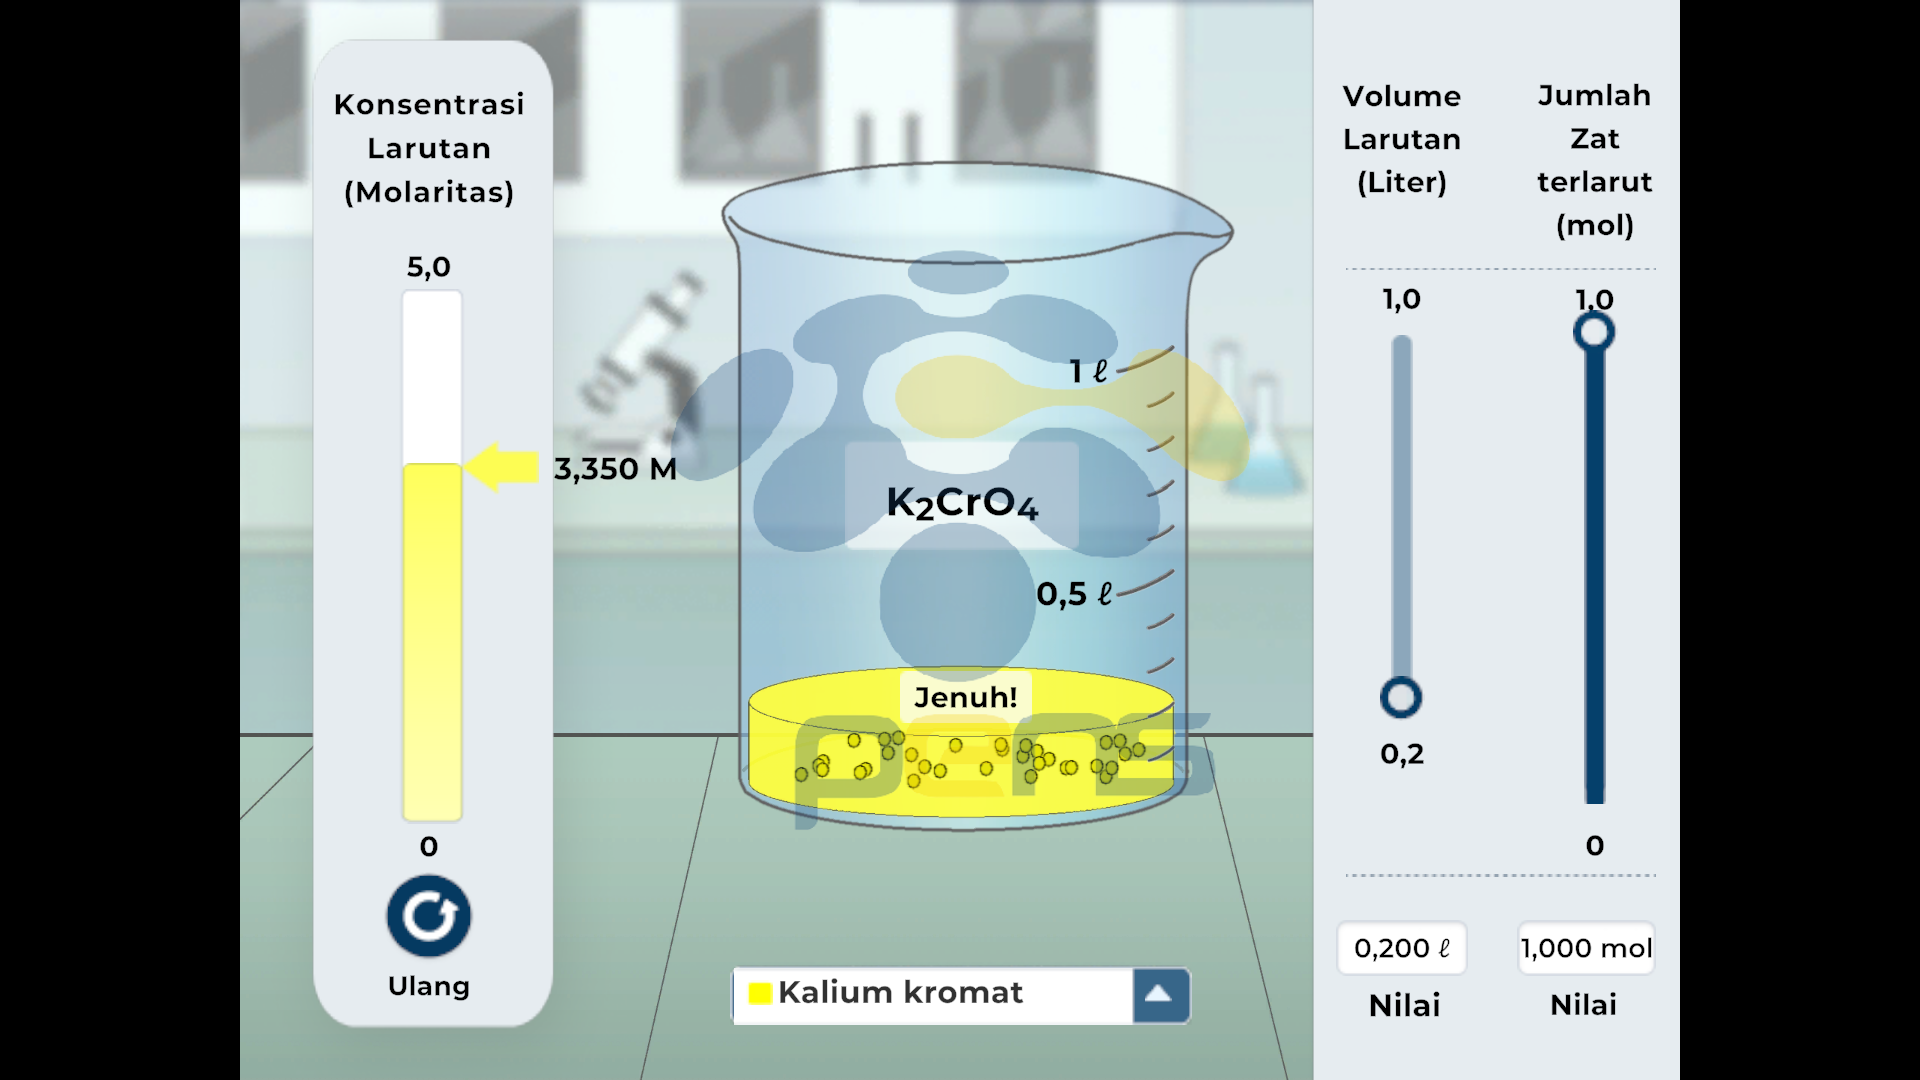 Konsentrasi
Larutan
(Molaritas)
5,0
3,350 M
0
Ulang
1 ℓ
K₂CrO₄
0,5 ℓ
Jenuh!
pens
Kalium kromat
Volume
Larutan
(Liter)
1,0
0,2
0,200 ℓ
Nilai
Jumlah
Zat
terlarut
(mol)
1,0
0
1,000 mol
Nilai